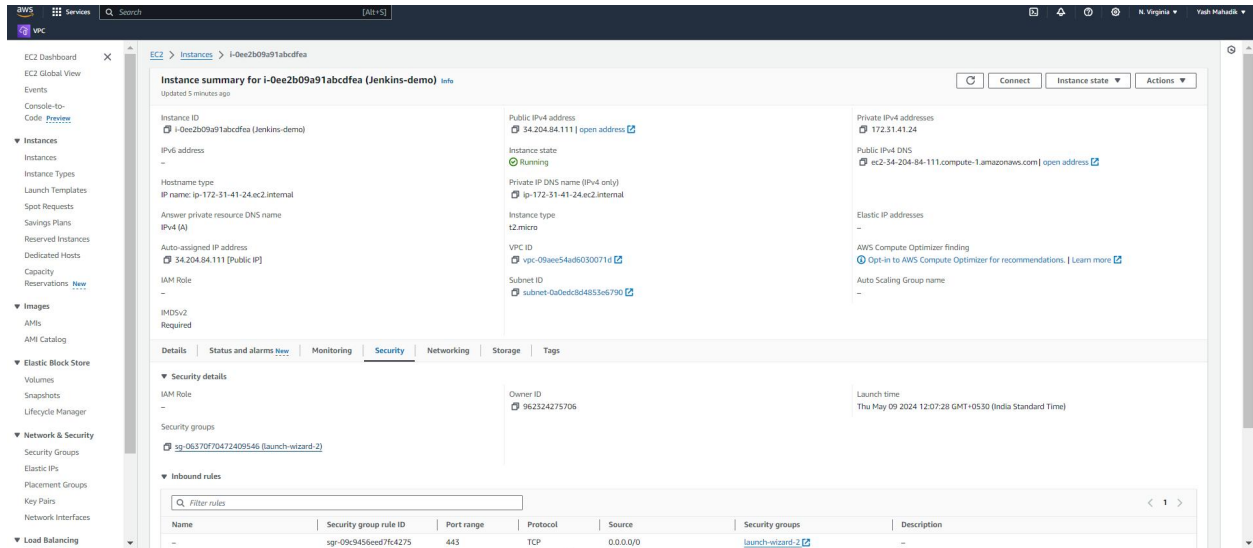 aws Services Search [Alt+S] N. Virginia Yash Mahadik
VPC
EC2 Dashboard
EC2 Global View
Events
Console-to-
Code Preview
Instances
Instances
Instance Types
Launch Templates
Spot Requests
Savings Plans
Reserved Instances
Dedicated Hosts
Capacity
Reservations New
Images
AMIs
AMI Catalog
Elastic Block Store
Volumes
Snapshots
Lifecycle Manager
Network & Security
Security Groups
Elastic IPs
Placement Groups
Key Pairs
Network Interfaces
Load Balancing
EC2 > Instances > i-0ee2b09a91abcdfea
Instance summary for i-0ee2b09a91abcdfea (Jenkins-demo) Info
Updated 5 minutes ago
Connect Instance state Actions
Instance ID
i-0ee2b09a91abcdfea (Jenkins-demo)
Public IPv4 address
34.204.84.111 | open address
Private IPv4 addresses
172.31.41.24
IPv6 address
–
Instance state
Running
Public IPv4 DNS
ec2-34-204-84-111.compute-1.amazonaws.com | open address
Hostname type
IP name: ip-172-31-41-24.ec2.internal
Private IP DNS name (IPv4 only)
ip-172-31-41-24.ec2.internal
Answer private resource DNS name
IPv4 (A)
Instance type
t2.micro
Elastic IP addresses
–
Auto-assigned IP address
34.204.84.111 [Public IP]
VPC ID
vpc-09aee54ad6030071d
AWS Compute Optimizer finding
Opt-in to AWS Compute Optimizer for recommendations. | Learn more
IAM Role
–
Subnet ID
subnet-0a0edc8d4853e6790
Auto Scaling Group name
–
IMDSv2
Required
Details Status and alarms New Monitoring Security Networking Storage Tags
Security details
IAM Role
–
Owner ID
962324275706
Launch time
Thu May 09 2024 12:07:28 GMT+0530 (India Standard Time)
Security groups
sg-06370f70472409546 (launch-wizard-2)
Inbound rules
Filter rules
< 1 >
Name Security group rule ID Port range Protocol Source Security groups Description
– sgr-09c9456eed7fc4275 443 TCP 0.0.0.0/0 launch-wizard-2 –